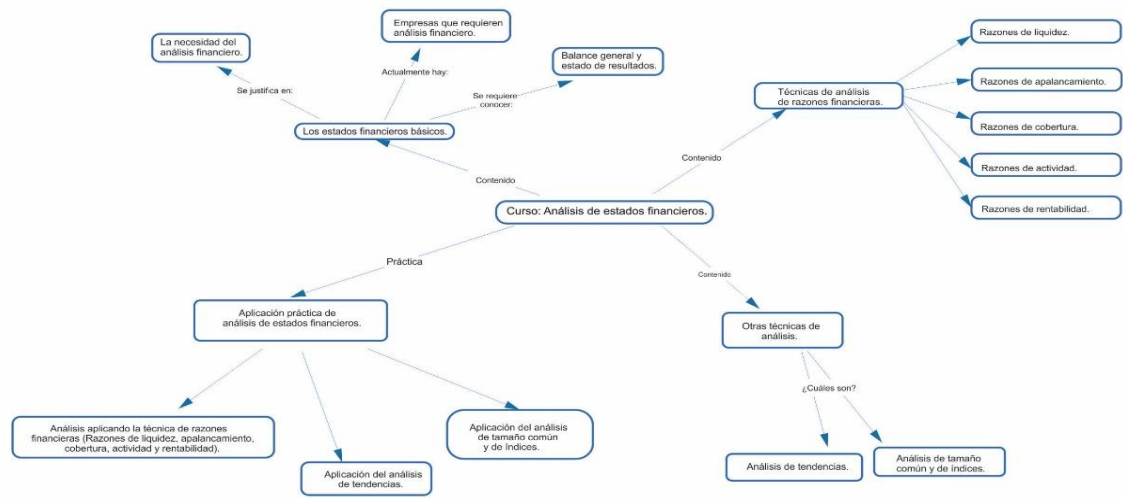 Empresas que requieren
análisis financiero.
La necesidad del
análisis financiero.
Balance general y
estado de resultados.
Actualmente hay:
Se justifica en:
Se requiere
conocer:
Los estados financieros básicos.
Razones de liquidez.
Razones de apalancamiento.
Técnicas de análisis
de razones financieras.
Razones de cobertura.
Razones de actividad.
Razones de rentabilidad.
Contenido
Contenido
Curso: Análisis de estados financieros.
Práctica
Contenido
Aplicación práctica de
análisis de estados financieros.
Otras técnicas de
análisis.
¿Cuáles son?
Análisis aplicando la técnica de razones
financieras (Razones de liquidez, apalancamiento,
cobertura, actividad y rentabilidad).
Aplicación del análisis
de tendencias.
Aplicación del análisis
de tamaño común
y de índices.
Análisis de tendencias.
Análisis de tamaño
común y de índices.